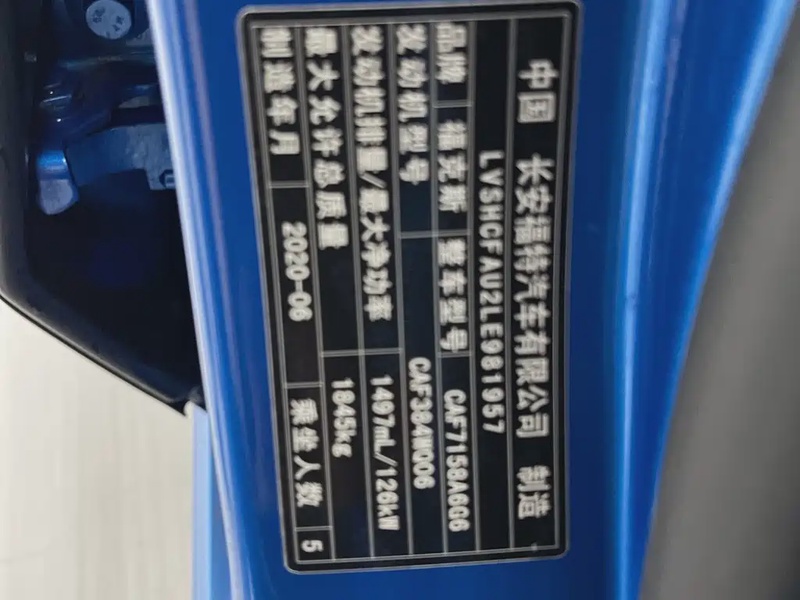 中国 长安福特汽车有限公司 制造
LVSHCFAU2LE981957
品牌 福克斯 整车型号 CAF7158A6G6
发动机型号 CAF384WQ06
发动机排量/最大净功率 1497mL/126kW
最大允许总质量 1845kg
制造年月 2020-06 乘坐人数 5